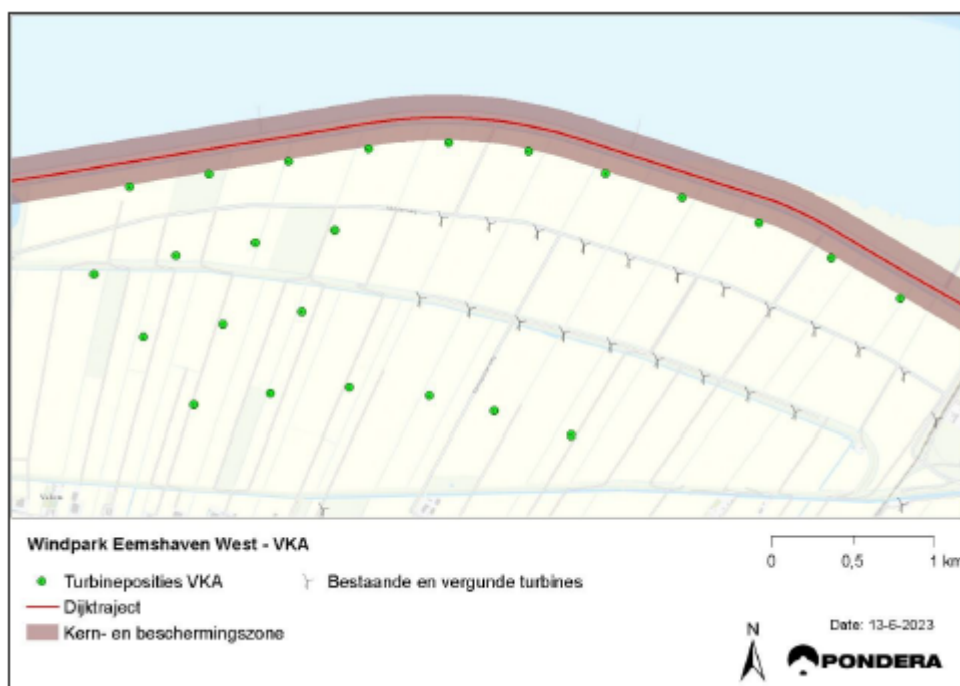 Windpark Eemshaven West - VKA
Turbineposities VKA
Bestaande en vergunde turbines
Dijktraject
Kern- en beschermingszone
0 0,5 1 km
N
Date: 13-6-2023
PONDERA